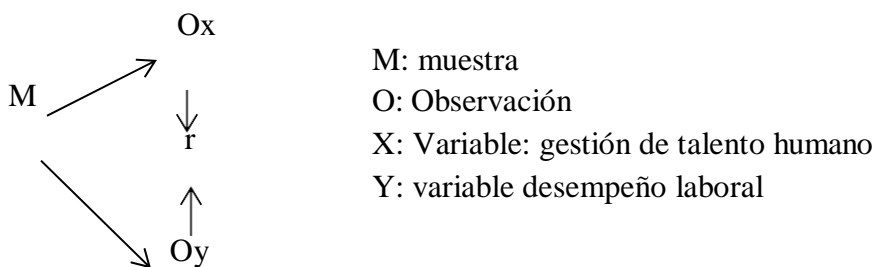 Ox
M
r
Oy
M: muestra
O: Observación
X: Variable: gestión de talento humano
Y: variable desempeño laboral